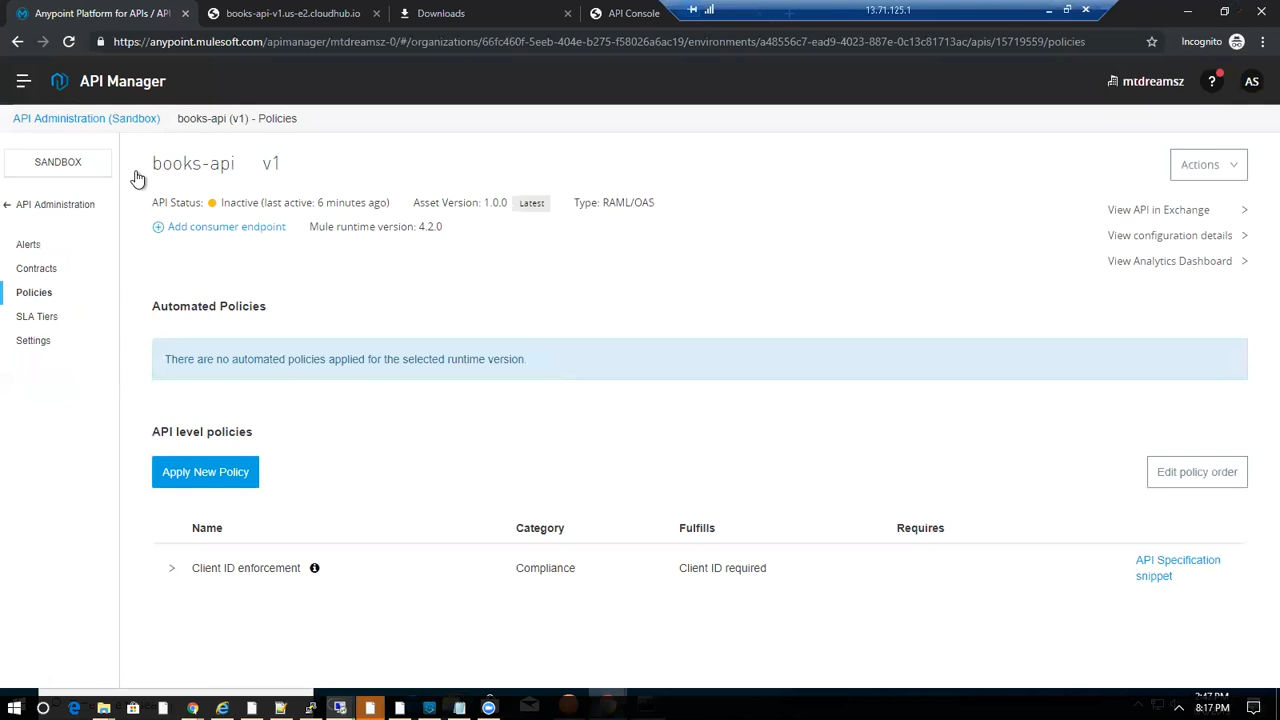 Anypoint Platform for APIs / API
books-api-v1.us-e2.cloudhub.io
Downloads
API Console
13.71.125.1
https://anypoint.mulesoft.com/apimanager/mtdreamsz-0/#/organizations/66fc460f-5eeb-404e-b275-f58026a6ac19/environments/a48556c7-ead9-4023-887e-0c13c81713ac/apis/15719559/policies
Incognito
API Manager
mtdreamsz
?
AS
API Administration (Sandbox)
books-api (v1) - Policies
SANDBOX
API Administration
Alerts
Contracts
Policies
SLA Tiers
Settings
books-api v1
Actions
API Status: Inactive (last active: 6 minutes ago) Asset Version: 1.0.0 Latest Type: RAML/OAS
Add consumer endpoint Mule runtime version: 4.2.0
View API in Exchange
View configuration details
View Analytics Dashboard
Automated Policies
There are no automated policies applied for the selected runtime version.
API level policies
Apply New Policy
Edit policy order
Name Category Fulfills Requires
Client ID enforcement Compliance Client ID required
API Specification
snippet
8:17 PM